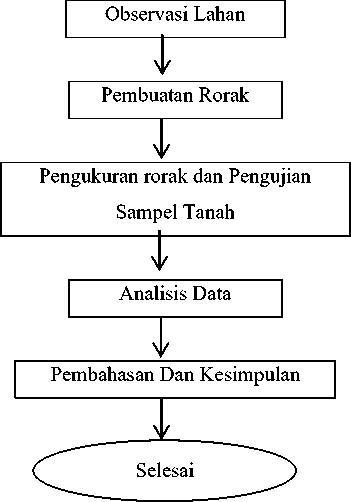 Observasi Lahan
Pembuatan Rorak
Pengukuran rorak dan Pengujian
Sampel Tanah
Analisis Data
Pembahasan Dan Kesimpulan
Selesai